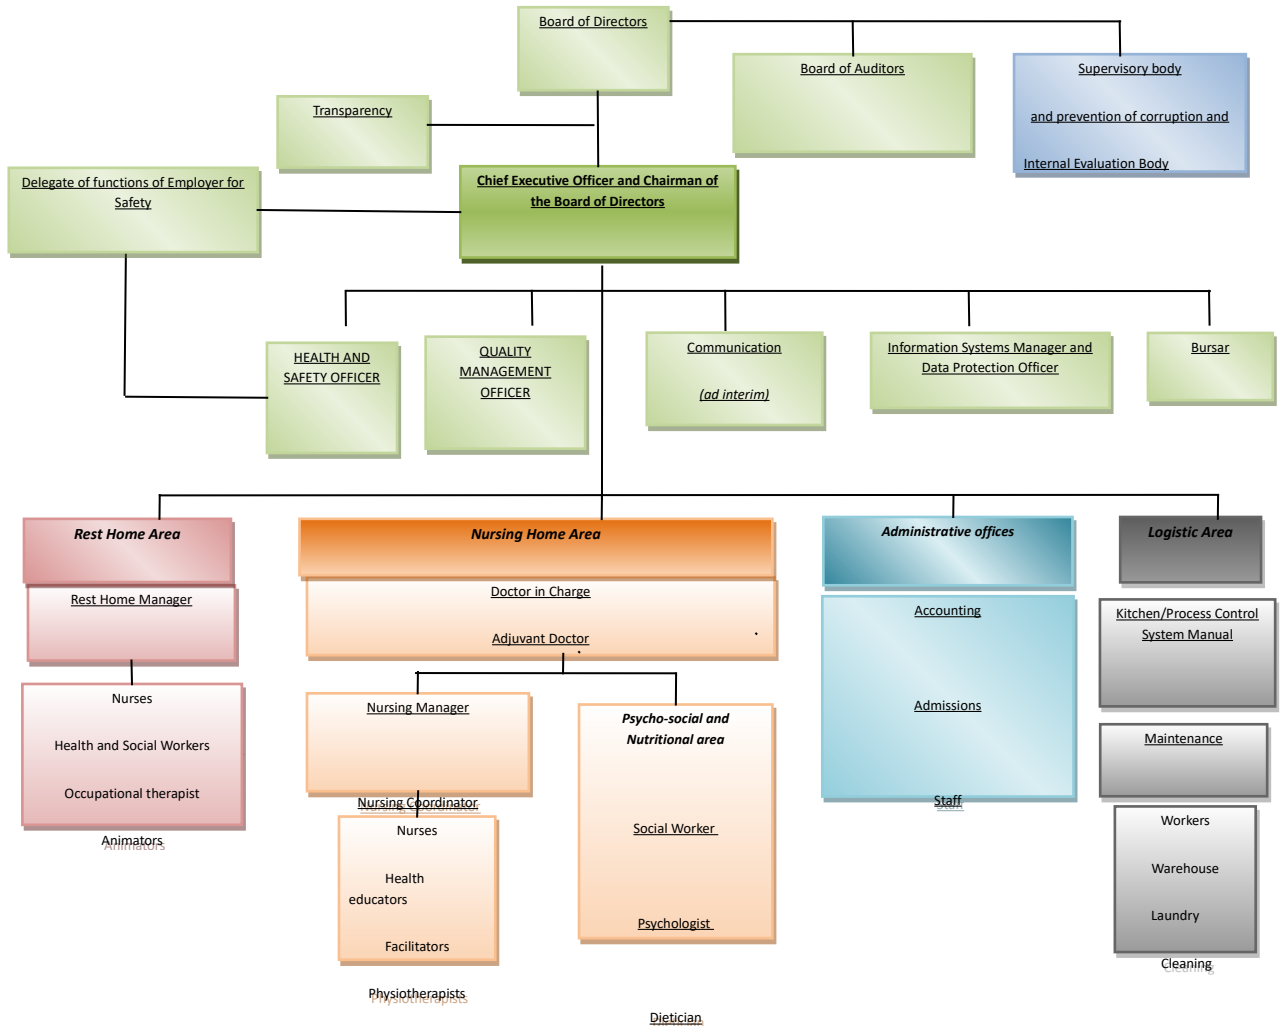 Board of Directors
Board of Auditors
Supervisory body
and prevention of corruption and
Internal Evaluation Body
Transparency
Delegate of functions of Employer for
Safety
Chief Executive Officer and Chairman of
the Board of Directors
HEALTH AND
SAFETY OFFICER
QUALITY
MANAGEMENT
OFFICER
Communication
(ad interim)
Information Systems Manager and
Data Protection Officer
Bursar
Rest Home Area
Rest Home Manager
Nurses
Health and Social Workers
Occupational therapist
Animators
Nursing Home Area
Doctor in Charge
Adjuvant Doctor
Nursing Manager
Nursing Coordinator
Nurses
Health
educators
Facilitators
Physiotherapists
Psycho-social and
Nutritional area
Social Worker
Psychologist
Dietician
Administrative offices
Accounting
Admissions
Staff
Logistic Area
Kitchen/Process Control
System Manual
Maintenance
Workers
Warehouse
Laundry
Cleaning